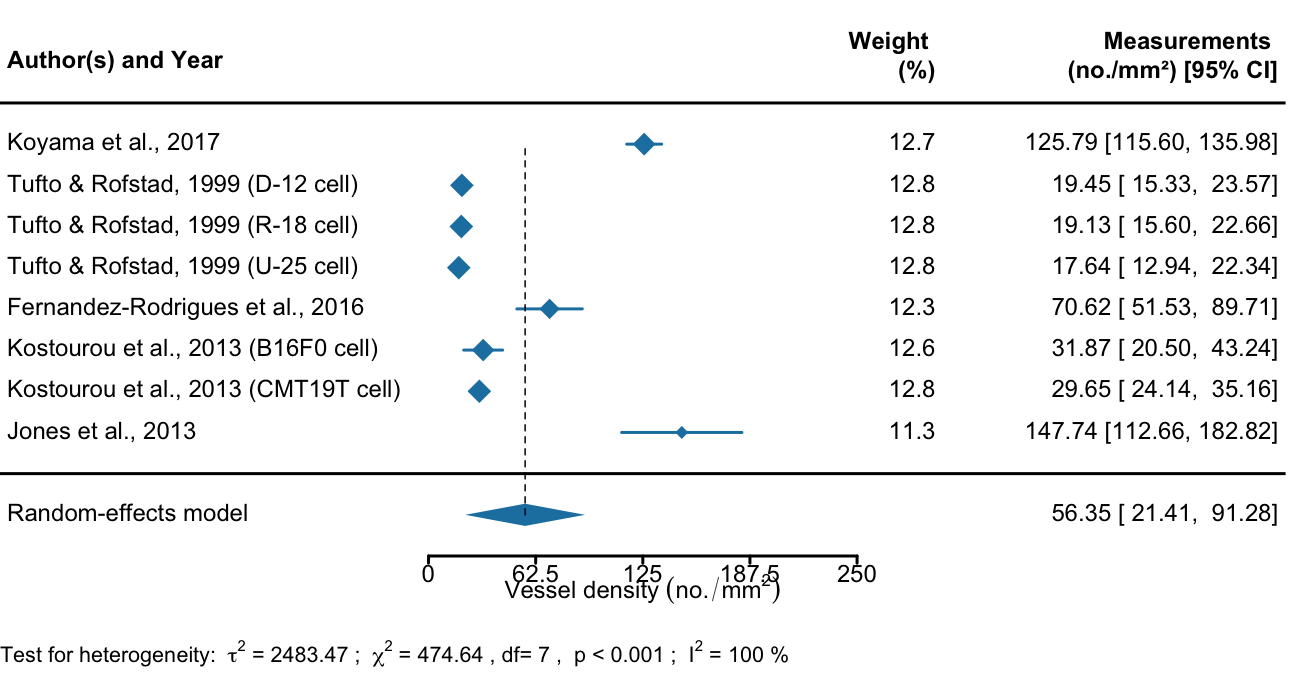 Author(s) and Year
Weight (%)
Measurements (no./mm²) [95% CI]
Koyama et al., 2017 12.7 125.79 [115.60, 135.98]
Tufto & Rofstad, 1999 (D-12 cell) 12.8 19.45 [ 15.33, 23.57]
Tufto & Rofstad, 1999 (R-18 cell) 12.8 19.13 [ 15.60, 22.66]
Tufto & Rofstad, 1999 (U-25 cell) 12.8 17.64 [ 12.94, 22.34]
Fernandez-Rodrigues et al., 2016 12.3 70.62 [ 51.53, 89.71]
Kostourou et al., 2013 (B16F0 cell) 12.6 31.87 [ 20.50, 43.24]
Kostourou et al., 2013 (CMT19T cell) 12.8 29.65 [ 24.14, 35.16]
Jones et al., 2013 11.3 147.74 [112.66, 182.82]
Random-effects model 56.35 [ 21.41, 91.28]
0 62.5 125 187.5 250
Vessel density (no./mm²)
Test for heterogeneity: τ² = 2483.47 ; χ² = 474.64 , df= 7 , p < 0.001 ; I² = 100 %